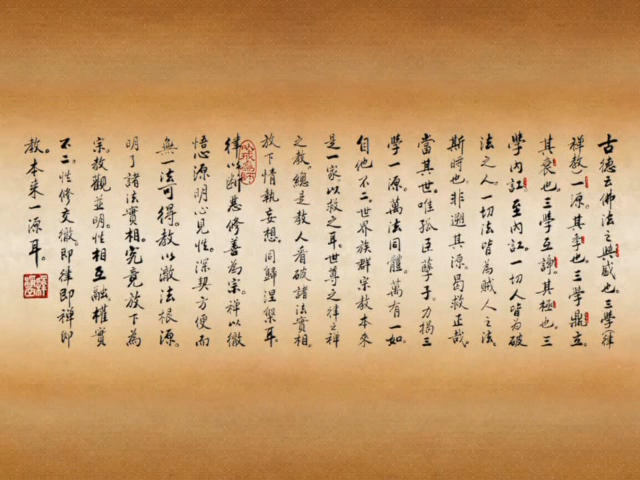 古德云佛法之興盛也。三學（律
禪教）一源。其季也。三學鼎立。
其衰也。三學互謗。其極也。三
學內訌。至內訌。一切人皆為破
法之人。一切法皆為賊人之法。
斯時也。非遡其源。曷救正哉。
當其世。唯孤臣孽子。力搗三
學一源。萬法同體。萬有一如。
自他不二。世界族群宗教本來
是一家。以救之耳。世尊之律之禪
之教。總是教人看破諸法實相。
放下情執妄想。同歸涅槃耳。
律以斷惡修善為宗。禪以徹
悟心源。明心見性。深契方便而
無一法可得。教以激法根源。
明了諸法實相。究竟放下為
宗。教觀並明。性相互融。權實
不二。性修交徹。即律即禪即
教。本來一源耳。